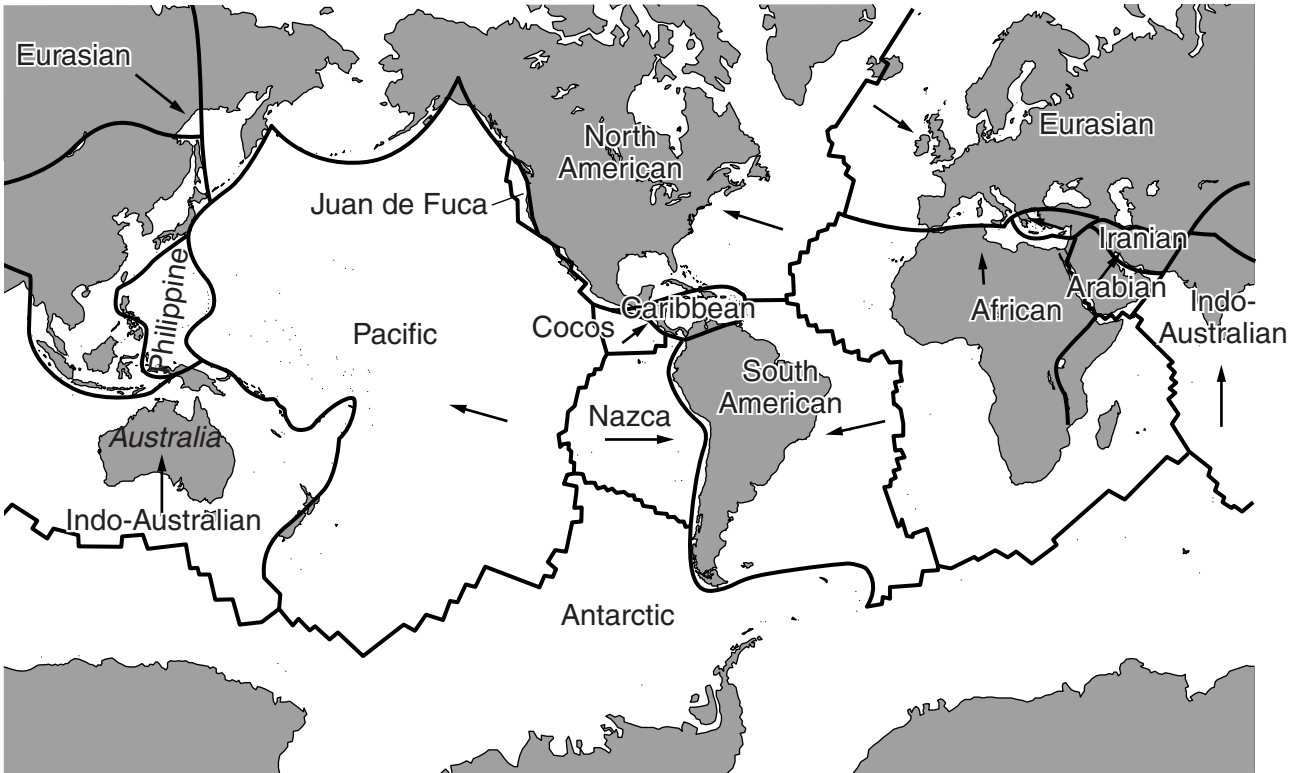 Eurasian
North
American
Eurasian
Juan de Fuca
Iranian
Philippine
Arabian
African
Indo-
Australian
Caribbean
Cocos
Pacific
South
American
Nazca
Australia
Indo-Australian
Antarctic